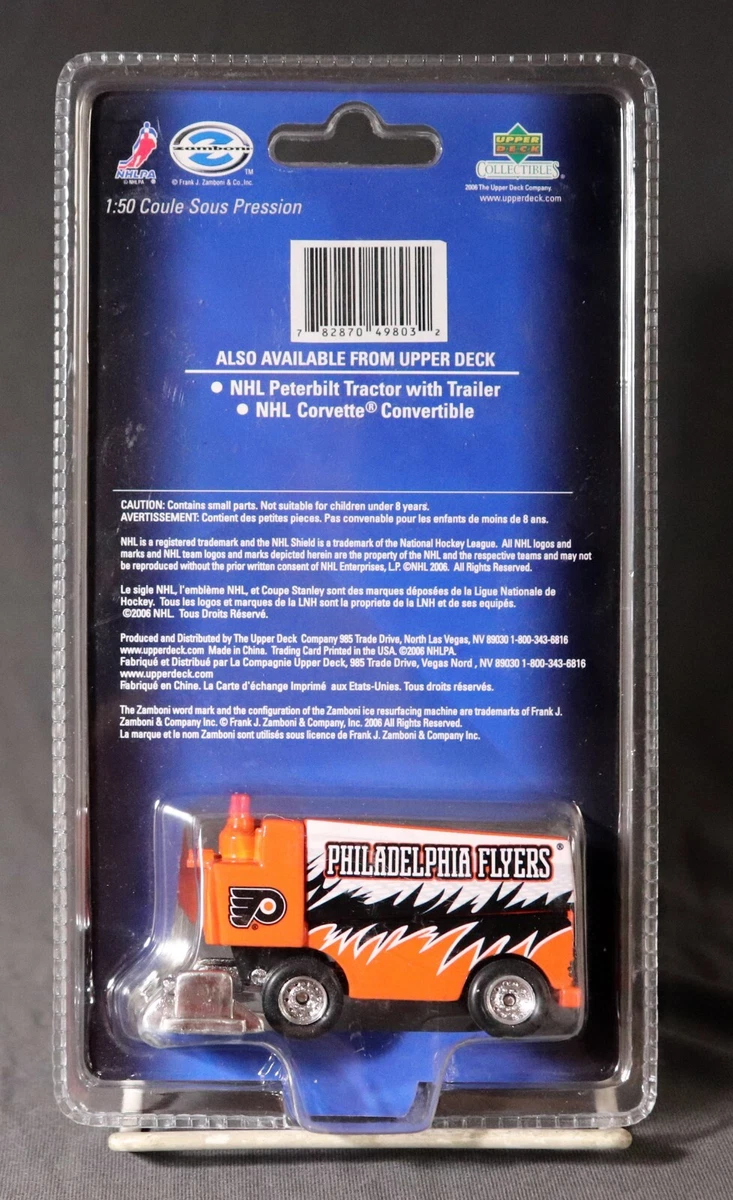 NHLPA
© NHLPA
®
Zamboni
TM
© Frank J. Zamboni & Co., Inc.
UPPER
DECK
COLLECTIBLES®
2006 The Upper Deck Company
www.upperdeck.com
1:50 Coule Sous Pression
7 82870 49803 2
ALSO AVAILABLE FROM UPPER DECK
● NHL Peterbilt Tractor with Trailer
● NHL Corvette® Convertible
CAUTION: Contains small parts. Not suitable for children under 8 years.
AVERTISSEMENT: Contient des petites pieces. Pas convenable pour les enfants de moins de 8 ans.
NHL is a registered trademark and the NHL Shield is a trademark of the National Hockey League. All NHL logos and
marks and NHL team logos and marks depicted herein are the property of the NHL and the respective teams and may not
be reproduced without the prior written consent of NHL Enterprises, L.P. ©NHL 2006. All Rights Reserved.
Le sigle NHL, l'emblème NHL, et Coupe Stanley sont des marques déposées de la Ligue Nationale de
Hockey. Tous les logos et marques de la LNH sont la propriete de la LNH et de ses equipés.
©2006 NHL. Tous Droits Réservé.
Produced and Distributed by The Upper Deck Company 985 Trade Drive, North Las Vegas, NV 89030 1-800-343-6816
www.upperdeck.com Made in China. Trading Card Printed in the USA. ©2006 NHLPA.
Fabriqué et Distribué par La Compagnie Upper Deck, 985 Trade Drive, Vegas Nord , NV 89030 1-800-343-6816
www.upperdeck.com
Fabriqué en Chine. La Carte d'échange Imprimé aux Etats-Unies. Tous droits réservés.
The Zamboni word mark and the configuration of the Zamboni ice resurfacing machine are trademarks of Frank J.
Zamboni & Company Inc. © Frank J. Zamboni & Company, Inc. 2006 All Rights Reserved.
La marque et le nom Zamboni sont utilisés sous licence de Frank J. Zamboni & Company Inc.
PHILADELPHIA FLYERS®